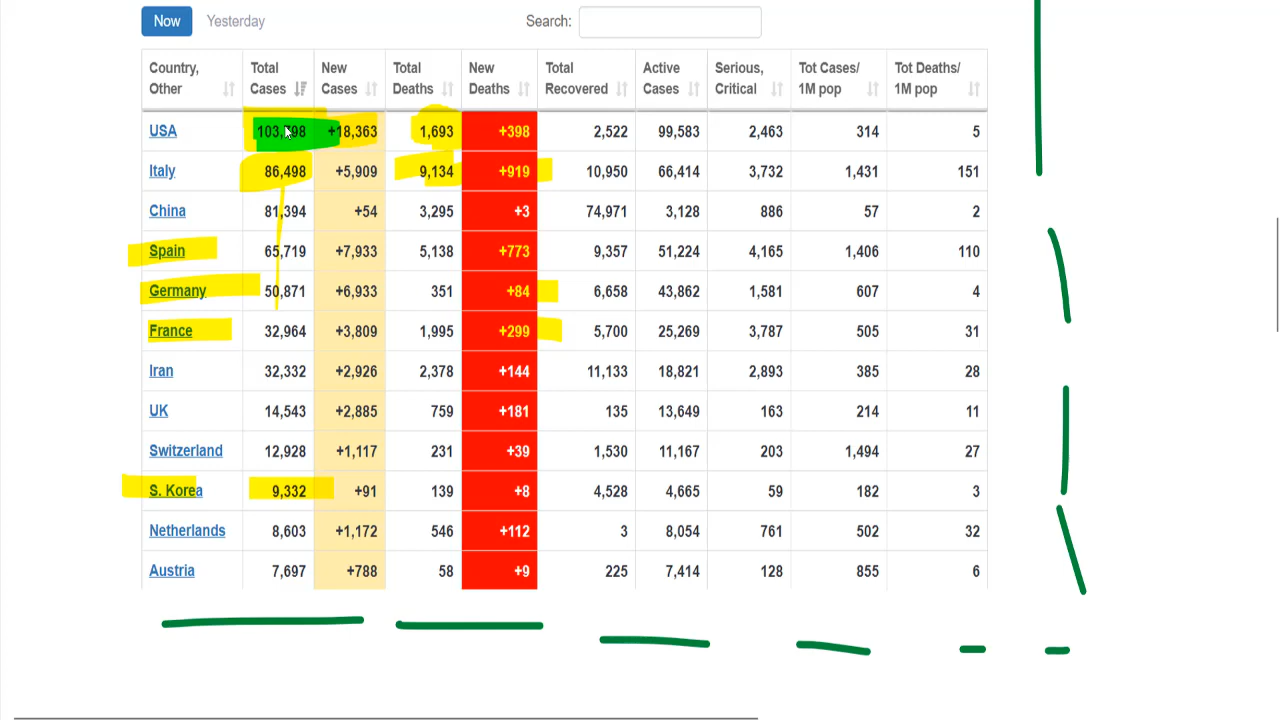 Now Yesterday Search:
Country, Other Total Cases New Cases Total Deaths New Deaths Total Recovered Active Cases Serious, Critical Tot Cases/ 1M pop Tot Deaths/ 1M pop
USA 103,798 +18,363 1,693 +398 2,522 99,583 2,463 314 5
Italy 86,498 +5,909 9,134 +919 10,950 66,414 3,732 1,431 151
China 81,394 +54 3,295 +3 74,971 3,128 886 57 2
Spain 65,719 +7,933 5,138 +773 9,357 51,224 4,165 1,406 110
Germany 50,871 +6,933 351 +84 6,658 43,862 1,581 607 4
France 32,964 +3,809 1,995 +299 5,700 25,269 3,787 505 31
Iran 32,332 +2,926 2,378 +144 11,133 18,821 2,893 385 28
UK 14,543 +2,885 759 +181 135 13,649 163 214 11
Switzerland 12,928 +1,117 231 +39 1,530 11,167 203 1,494 27
S. Korea 9,332 +91 139 +8 4,528 4,665 59 182 3
Netherlands 8,603 +1,172 546 +112 3 8,054 761 502 32
Austria 7,697 +788 58 +9 225 7,414 128 855 6